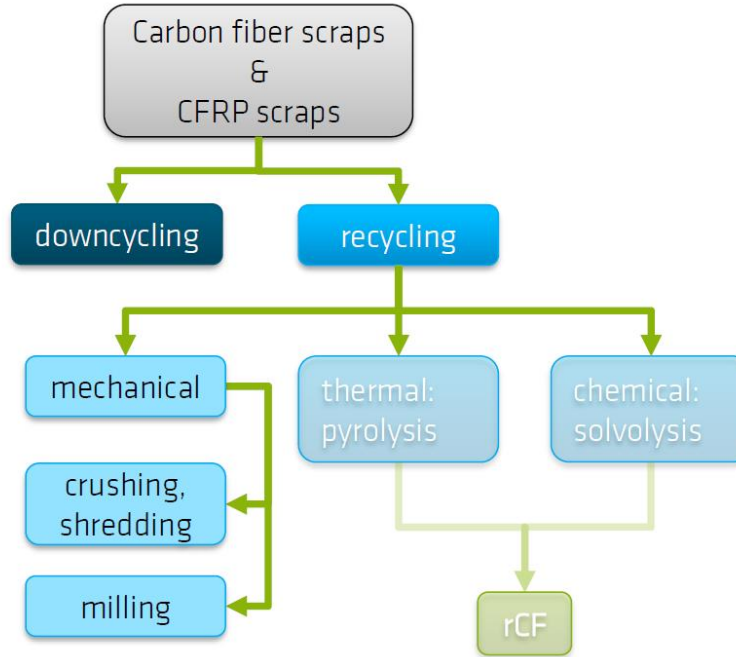 Carbon fiber scraps
&
CFRP scraps
downcycling
recycling
mechanical
thermal:
pyrolysis
chemical:
solvolysis
crushing,
shredding
milling
rCF